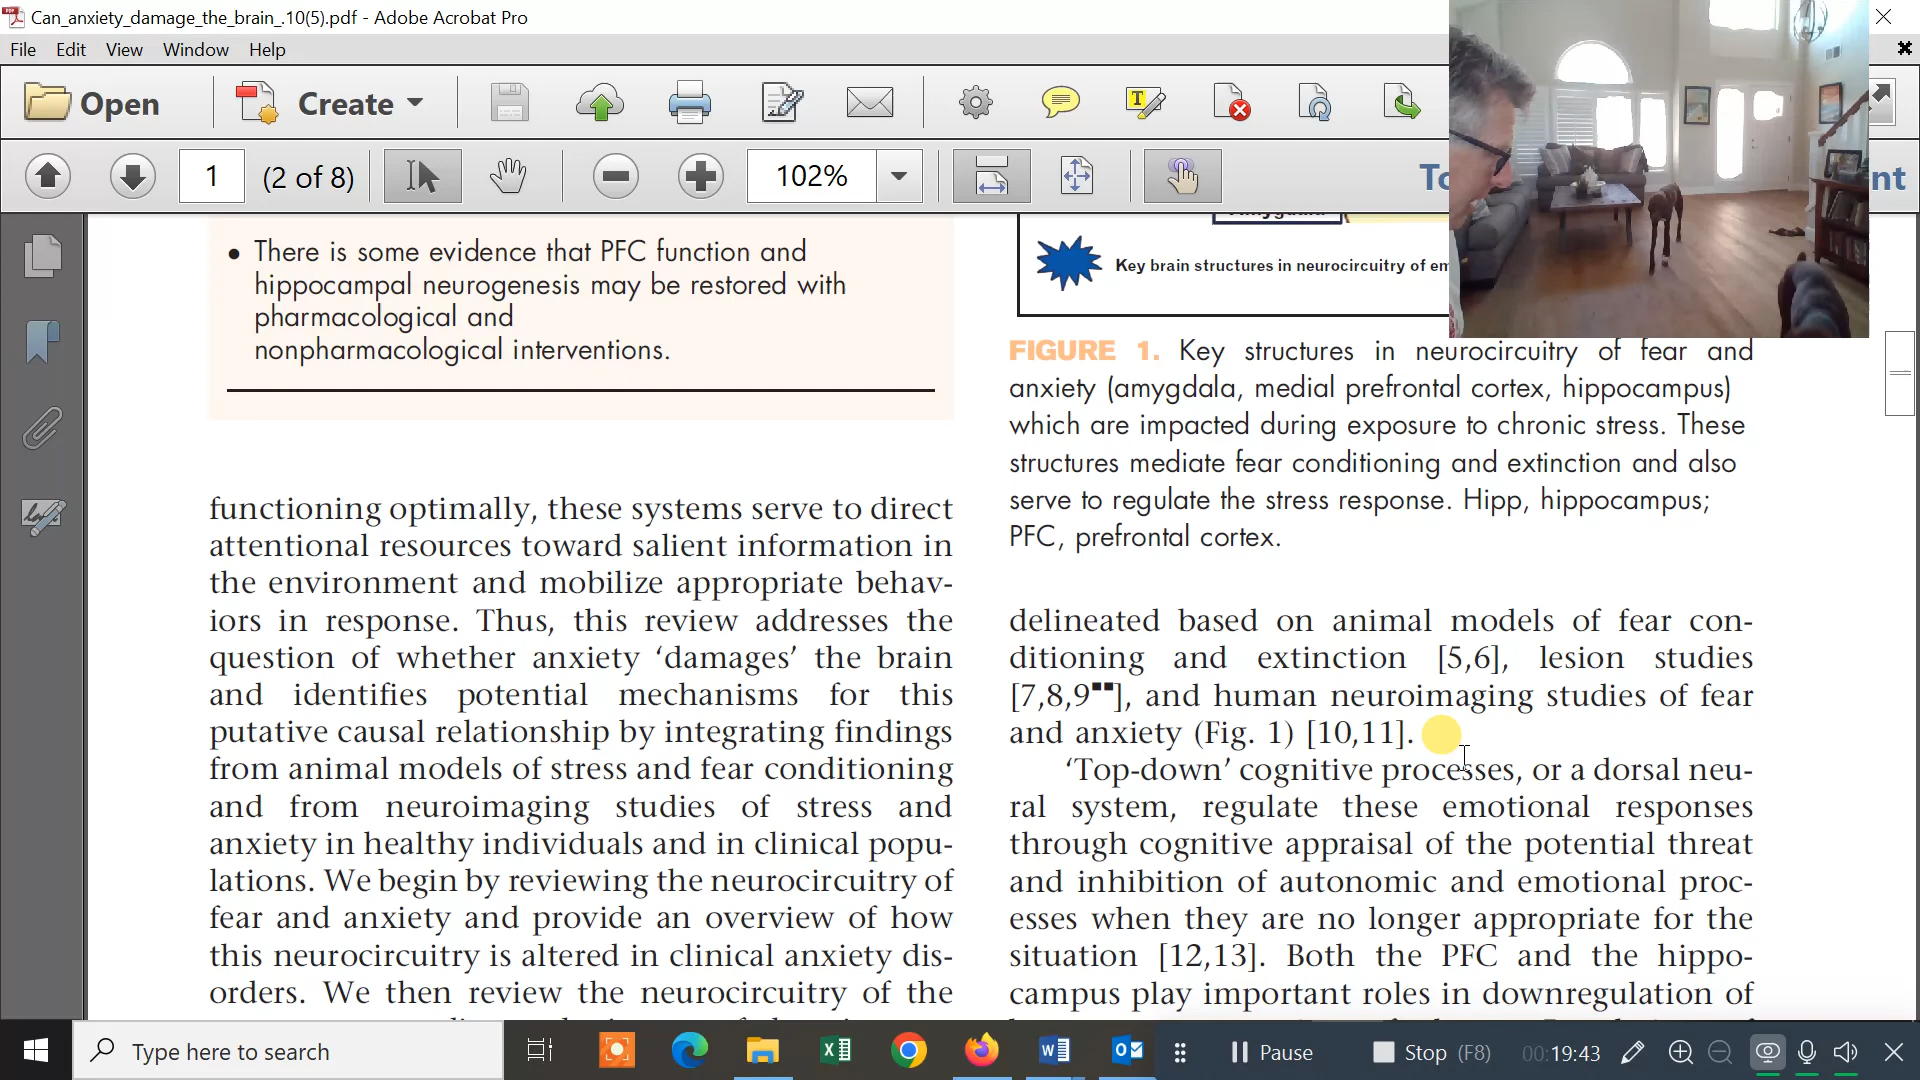 Can_anxiety_damage_the_brain_.10(5).pdf - Adobe Acrobat Pro
File Edit View Window Help
Open Create
1 (2 of 8) 102%
• There is some evidence that PFC function and
hippocampal neurogenesis may be restored with
pharmacological and
nonpharmacological interventions.
functioning optimally, these systems serve to direct
attentional resources toward salient information in
the environment and mobilize appropriate behav-
iors in response. Thus, this review addresses the
question of whether anxiety ‘damages’ the brain
and identifies potential mechanisms for this
putative causal relationship by integrating findings
from animal models of stress and fear conditioning
and from neuroimaging studies of stress and
anxiety in healthy individuals and in clinical popu-
lations. We begin by reviewing the neurocircuitry of
fear and anxiety and provide an overview of how
this neurocircuitry is altered in clinical anxiety dis-
orders. We then review the neurocircuitry of the
Key brain structures in neurocircuitry of em
FIGURE 1. Key structures in neurocircuitry of fear and
anxiety (amygdala, medial prefrontal cortex, hippocampus)
which are impacted during exposure to chronic stress. These
structures mediate fear conditioning and extinction and also
serve to regulate the stress response. Hipp, hippocampus;
PFC, prefrontal cortex.
delineated based on animal models of fear con-
ditioning and extinction [5,6], lesion studies
[7,8,9▪▪], and human neuroimaging studies of fear
and anxiety (Fig. 1) [10,11].
‘Top-down’ cognitive processes, or a dorsal neu-
ral system, regulate these emotional responses
through cognitive appraisal of the potential threat
and inhibition of autonomic and emotional proc-
esses when they are no longer appropriate for the
situation [12,13]. Both the PFC and the hippo-
campus play important roles in downregulation of
Type here to search
Pause Stop (F8) 00:19:43